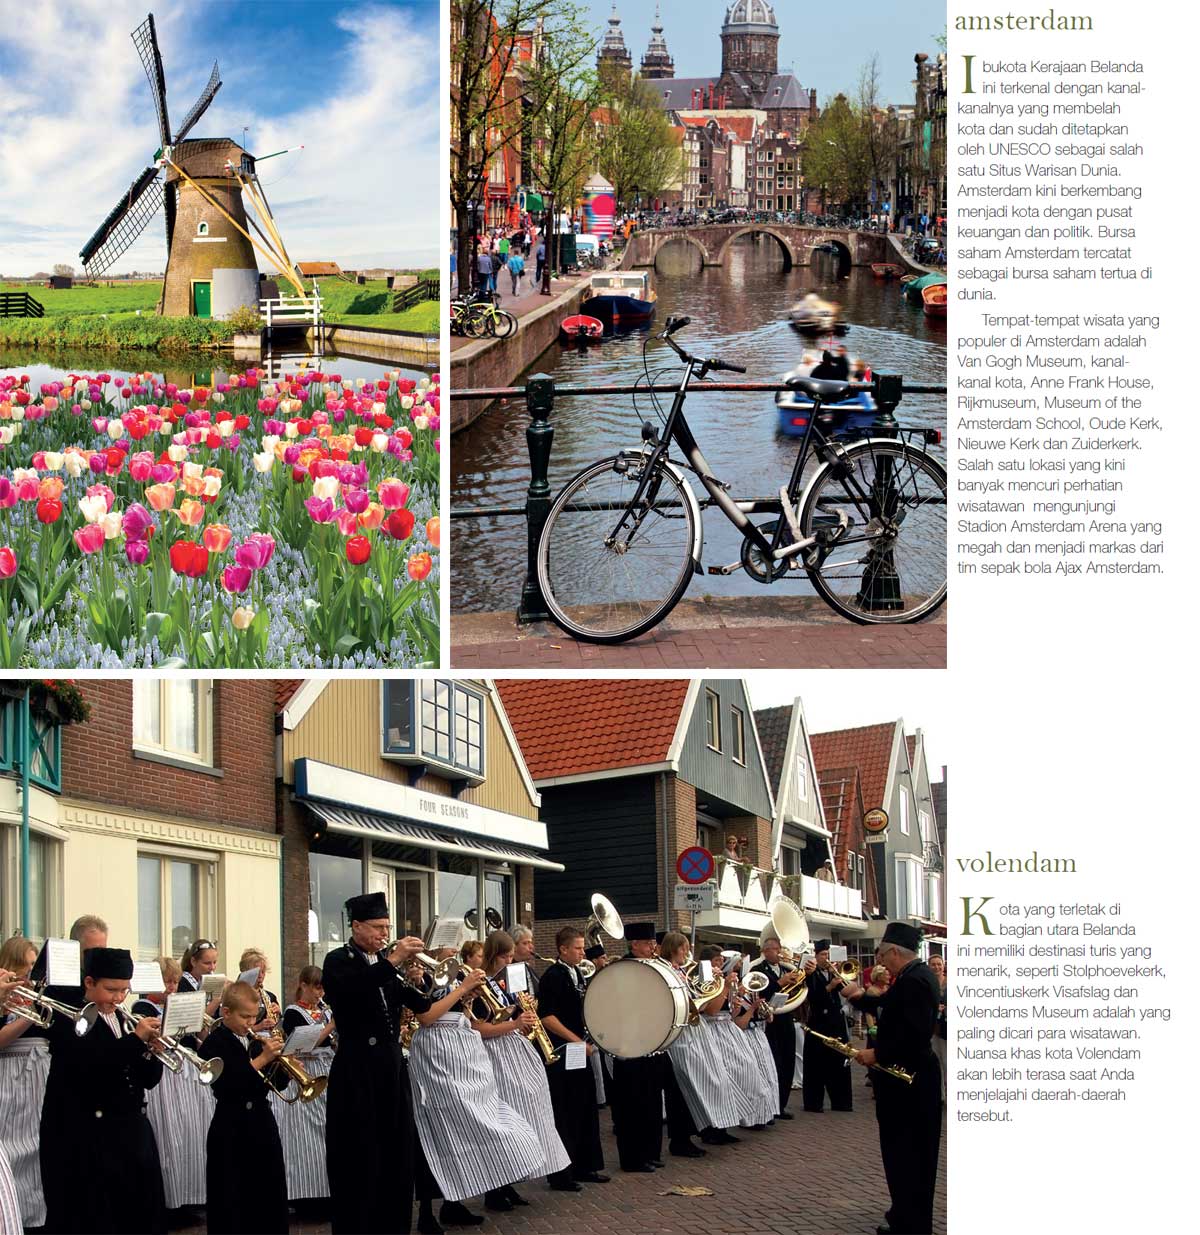 amsterdam
Ibukota Kerajaan Belanda
ini terkenal dengan kanal-
kanalnya yang membelah
kota dan sudah ditetapkan
oleh UNESCO sebagai salah
satu Situs Warisan Dunia.
Amsterdam kini berkembang
menjadi kota dengan pusat
keuangan dan politik. Bursa
saham Amsterdam tercatat
sebagai bursa saham tertua di
dunia.
Tempat-tempat wisata yang
populer di Amsterdam adalah
Van Gogh Museum, kanal-
kanal kota, Anne Frank House,
Rijkmuseum, Museum of the
Amsterdam School, Oude Kerk,
Nieuwe Kerk dan Zuiderkerk.
Salah satu lokasi yang kini
banyak mencuri perhatian
wisatawan mengunjungi
Stadion Amsterdam Arena yang
megah dan menjadi markas dari
tim sepak bola Ajax Amsterdam.
FOUR SEASONS
uitgezonderd
volendam
Kota yang terletak di
bagian utara Belanda
ini memiliki destinasi turis yang
menarik, seperti Stolphoevekerk,
Vincentiuskerk Visafslag dan
Volendams Museum adalah yang
paling dicari para wisatawan.
Nuansa khas kota Volendam
akan lebih terasa saat Anda
menjelajahi daerah-daerah
tersebut.